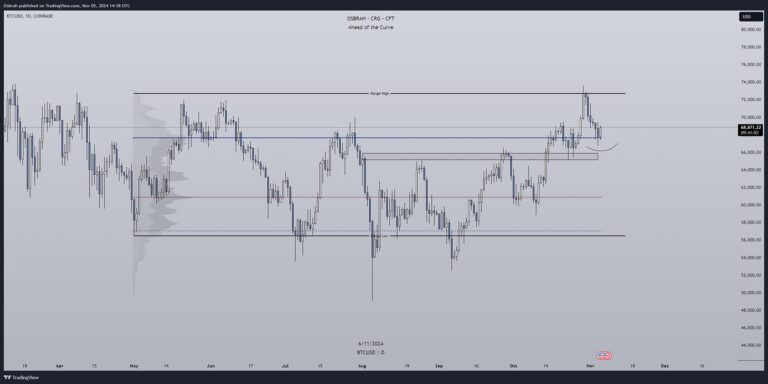 Osbrah published on TradingView.com, Nov 05, 2024 14:18 UTC
BTCUSD, 1D, COINBASE
OSBRAH - CRG - CFT
Ahead of the Curve
USD
80,000.00
78,000.00
76,000.00
74,000.00
72,000.00
70,000.00
68,871.22
66,000.00
64,000.00
62,000.00
60,000.00
58,000.00
56,000.00
54,000.00
52,000.00
50,000.00
48,000.00
46,000.00
44,000.00
Range High
6/11/2024
BTCUSD | D
18 Apr 15 May 14 Jun 17 Jul 15 Aug 18 Sep 16 Oct 14 Nov 18 Dec 16
TradingView